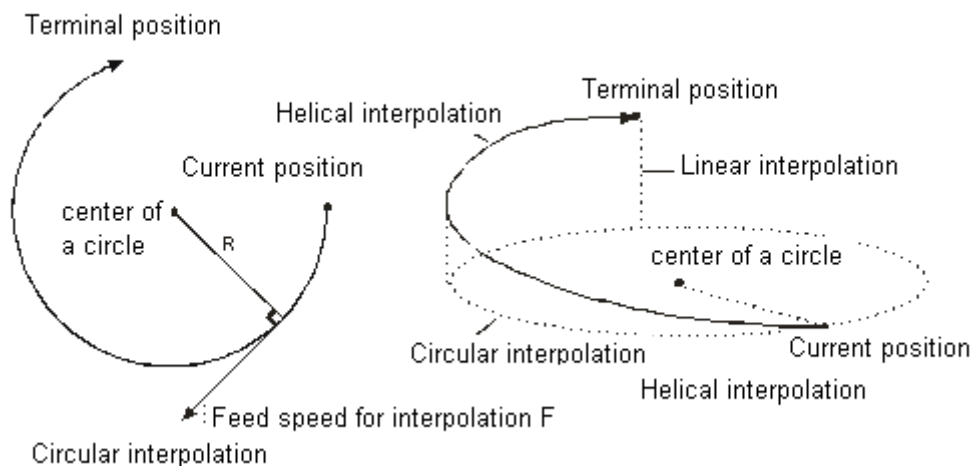 Terminal position
Current position
center of
a circle
R
Feed speed for interpolation F
Circular interpolation
Terminal position
Helical interpolation
Linear interpolation
center of a circle
Circular interpolation
Current position
Helical interpolation